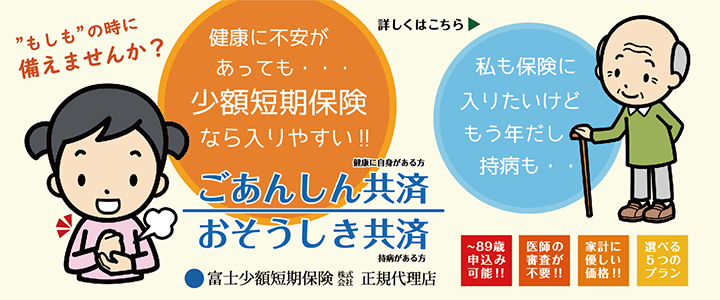 ”もしも”の時に
備えませんか？
健康に不安が
あっても・・・
少額短期保険
なら入りやすい!!
詳しくはこちら▶
私も保険に
入りたいけど
もう年だし
持病も・・
健康に自身がある方
ごあんしん共済
おそうしき共済
持病がある方
●富士少額短期保険 株式会社 正規代理店
~89歳
申込み
可能!!
医師の
審査が
不要!!
家計に
優しい
価格!!
選べる
5つの
プラン